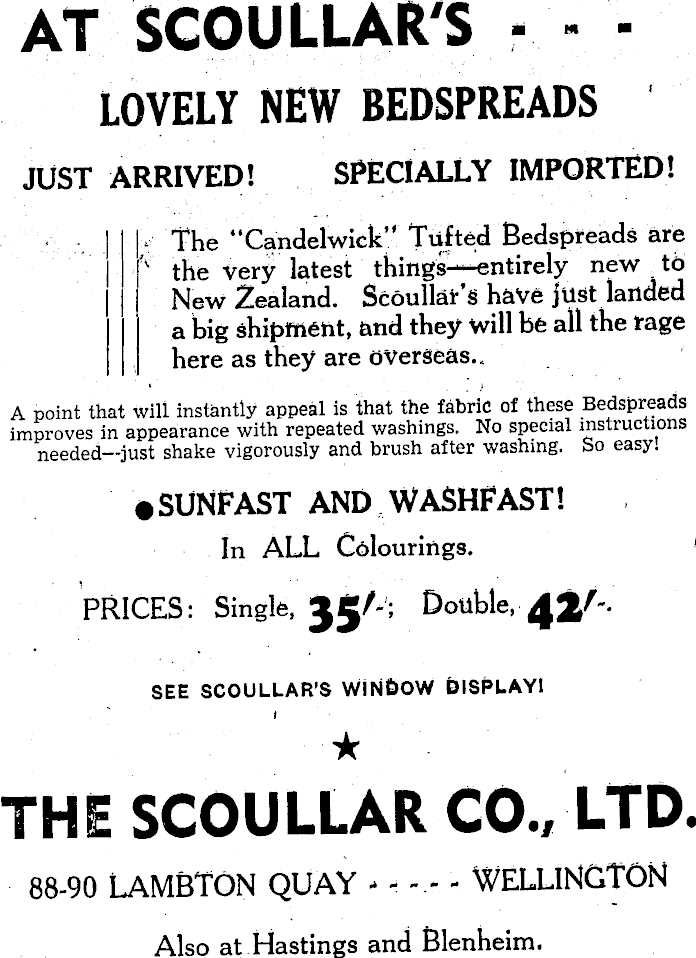 AT SCOULLAR'S - - -
LOVELY NEW BEDSPREADS
JUST ARRIVED! SPECIALLY IMPORTED!
The "Candelwick" Tufted Bedspreads are
the very latest things—entirely new to
New Zealand. Scoullar's have just landed
a big shipment, and they will be all the rage
here as they are overseas.
A point that will instantly appeal is that the fabric of these Bedspreads
improves in appearance with repeated washings. No special instructions
needed—just shake vigorously and brush after washing. So easy!
●SUNFAST AND WASHFAST!
In ALL Colourings.
PRICES: Single, 35/-; Double, 42/-.
SEE SCOULLAR'S WINDOW DISPLAY!
★
THE SCOULLAR CO., LTD.
88-90 LAMBTON QUAY - - - - - WELLINGTON
Also at Hastings and Blenheim.